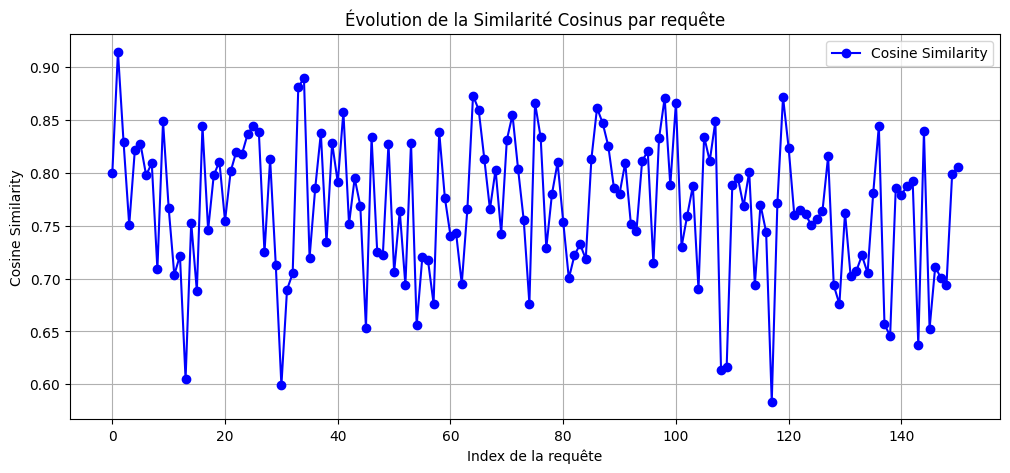 Évolution de la Similarité Cosinus par requête
Cosine Similarity
0.90
0.85
0.80
0.75
0.70
0.65
0.60
Cosine Similarity
0 20 40 60 80 100 120 140
Index de la requête